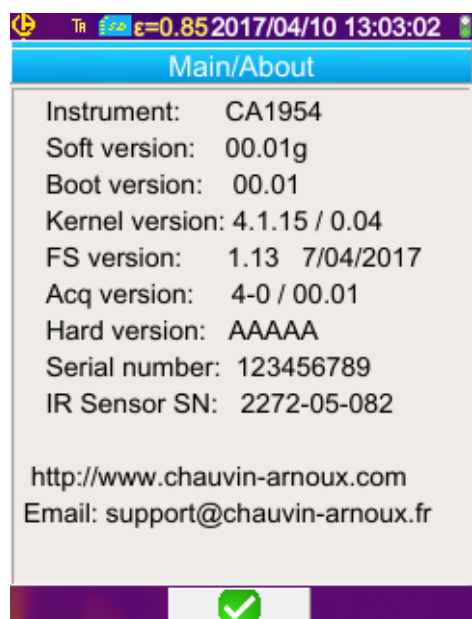 TR SD ε=0.85 2017/04/10 13:03:02
Main/About
Instrument: CA1954
Soft version: 00.01g
Boot version: 00.01
Kernel version: 4.1.15 / 0.04
FS version: 1.13 7/04/2017
Acq version: 4-0 / 00.01
Hard version: AAAAA
Serial number: 123456789
IR Sensor SN: 2272-05-082
http://www.chauvin-arnoux.com
Email: support@chauvin-arnoux.fr